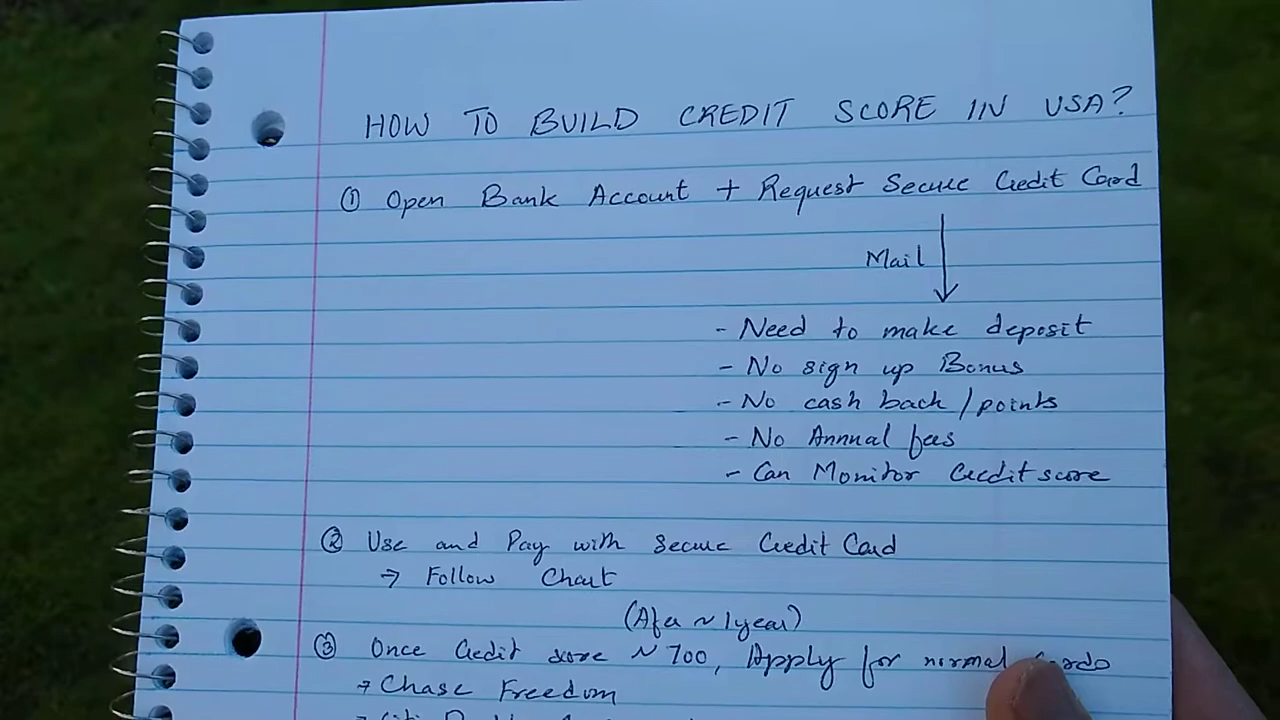 HOW TO BUILD CREDIT SCORE IN USA?
① Open Bank Account + Request Secure Credit Card
Mail
- Need to make deposit
- No sign up Bonus
- No cash back/points
- No Annual fees
- Can Monitor Credit score
② Use and Pay with Secure Credit Card
→ Follow Chart
(After ~ 1 year)
③ Once Credit score ~ 700, Apply for normal
→ Chase Freedom